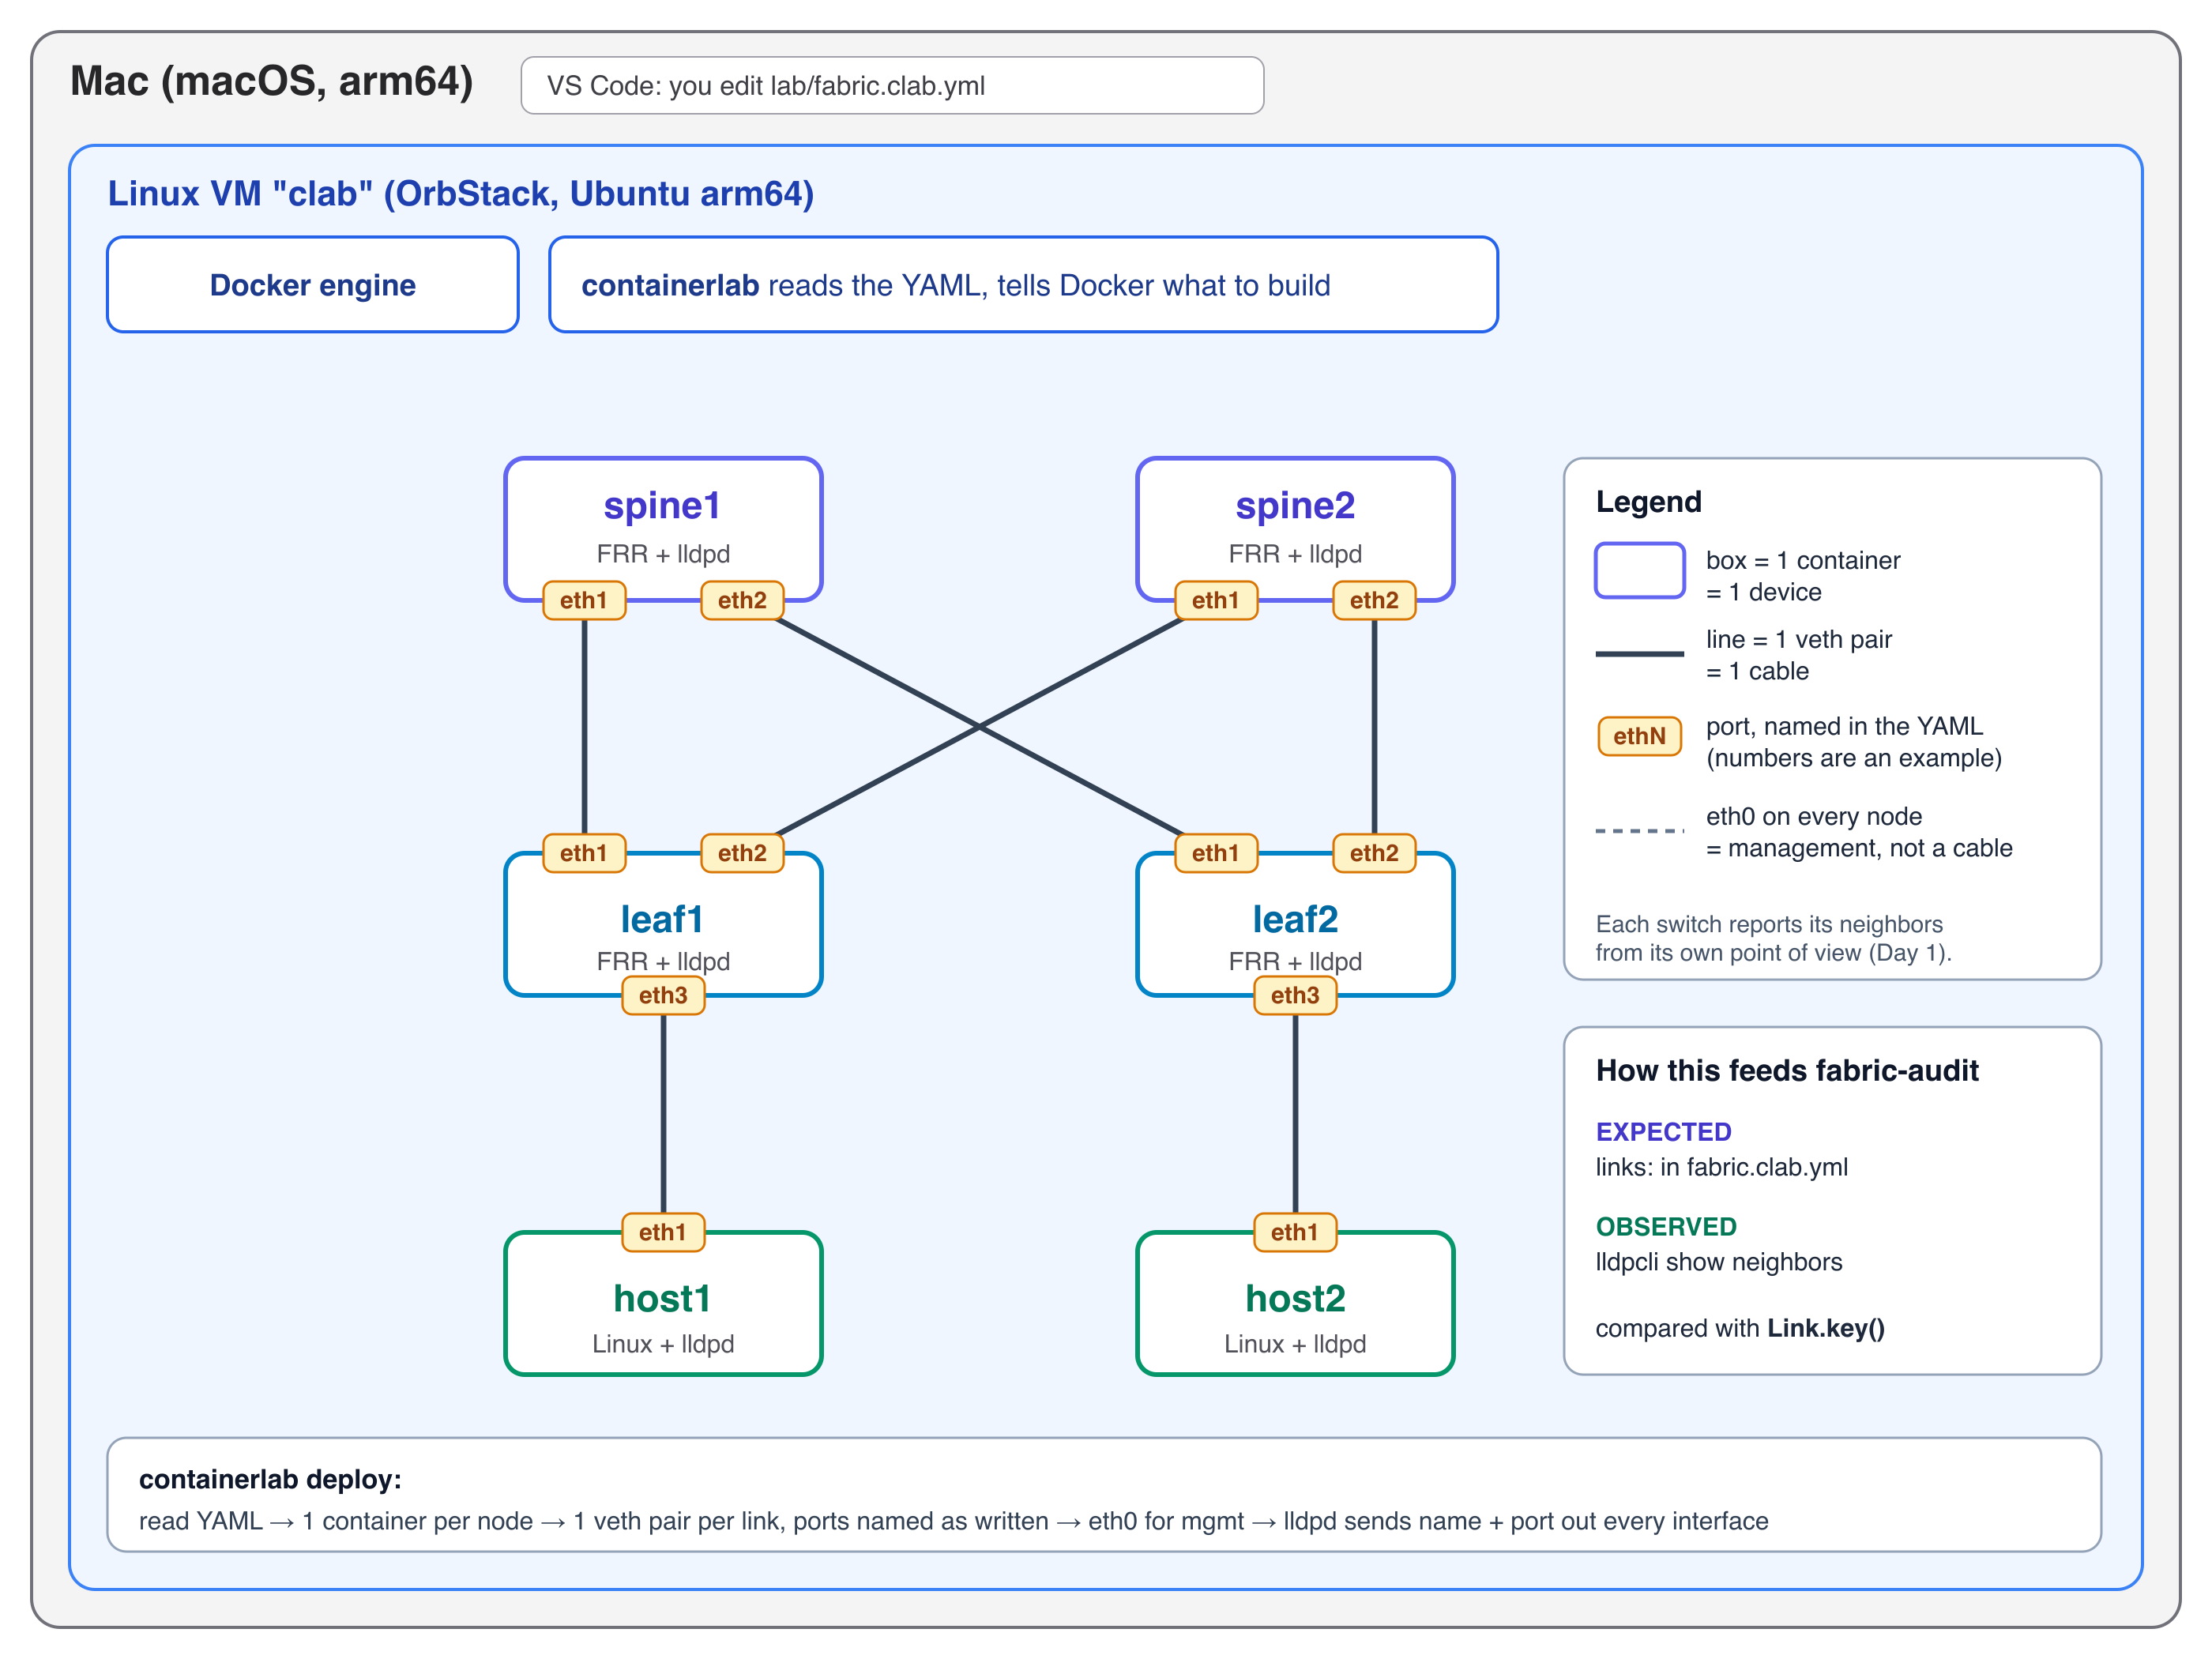 Mac (macOS, arm64)
VS Code: you edit lab/fabric.clab.yml
Linux VM "clab" (OrbStack, Ubuntu arm64)
Docker engine
containerlab reads the YAML, tells Docker what to build
spine1
FRR + lldpd
eth1
eth2
spine2
FRR + lldpd
eth1
eth2
eth1
eth2
leaf1
FRR + lldpd
eth3
eth1
eth2
leaf2
FRR + lldpd
eth3
eth1
host1
Linux + lldpd
eth1
host2
Linux + lldpd
Legend
box = 1 container
= 1 device
line = 1 veth pair
= 1 cable
ethN
port, named in the YAML
(numbers are an example)
eth0 on every node
= management, not a cable
Each switch reports its neighbors
from its own point of view (Day 1).
How this feeds fabric-audit
EXPECTED
links: in fabric.clab.yml
OBSERVED
lldpcli show neighbors
compared with Link.key()
containerlab deploy:
read YAML → 1 container per node → 1 veth pair per link, ports named as written → eth0 for mgmt → lldpd sends name + port out every interface